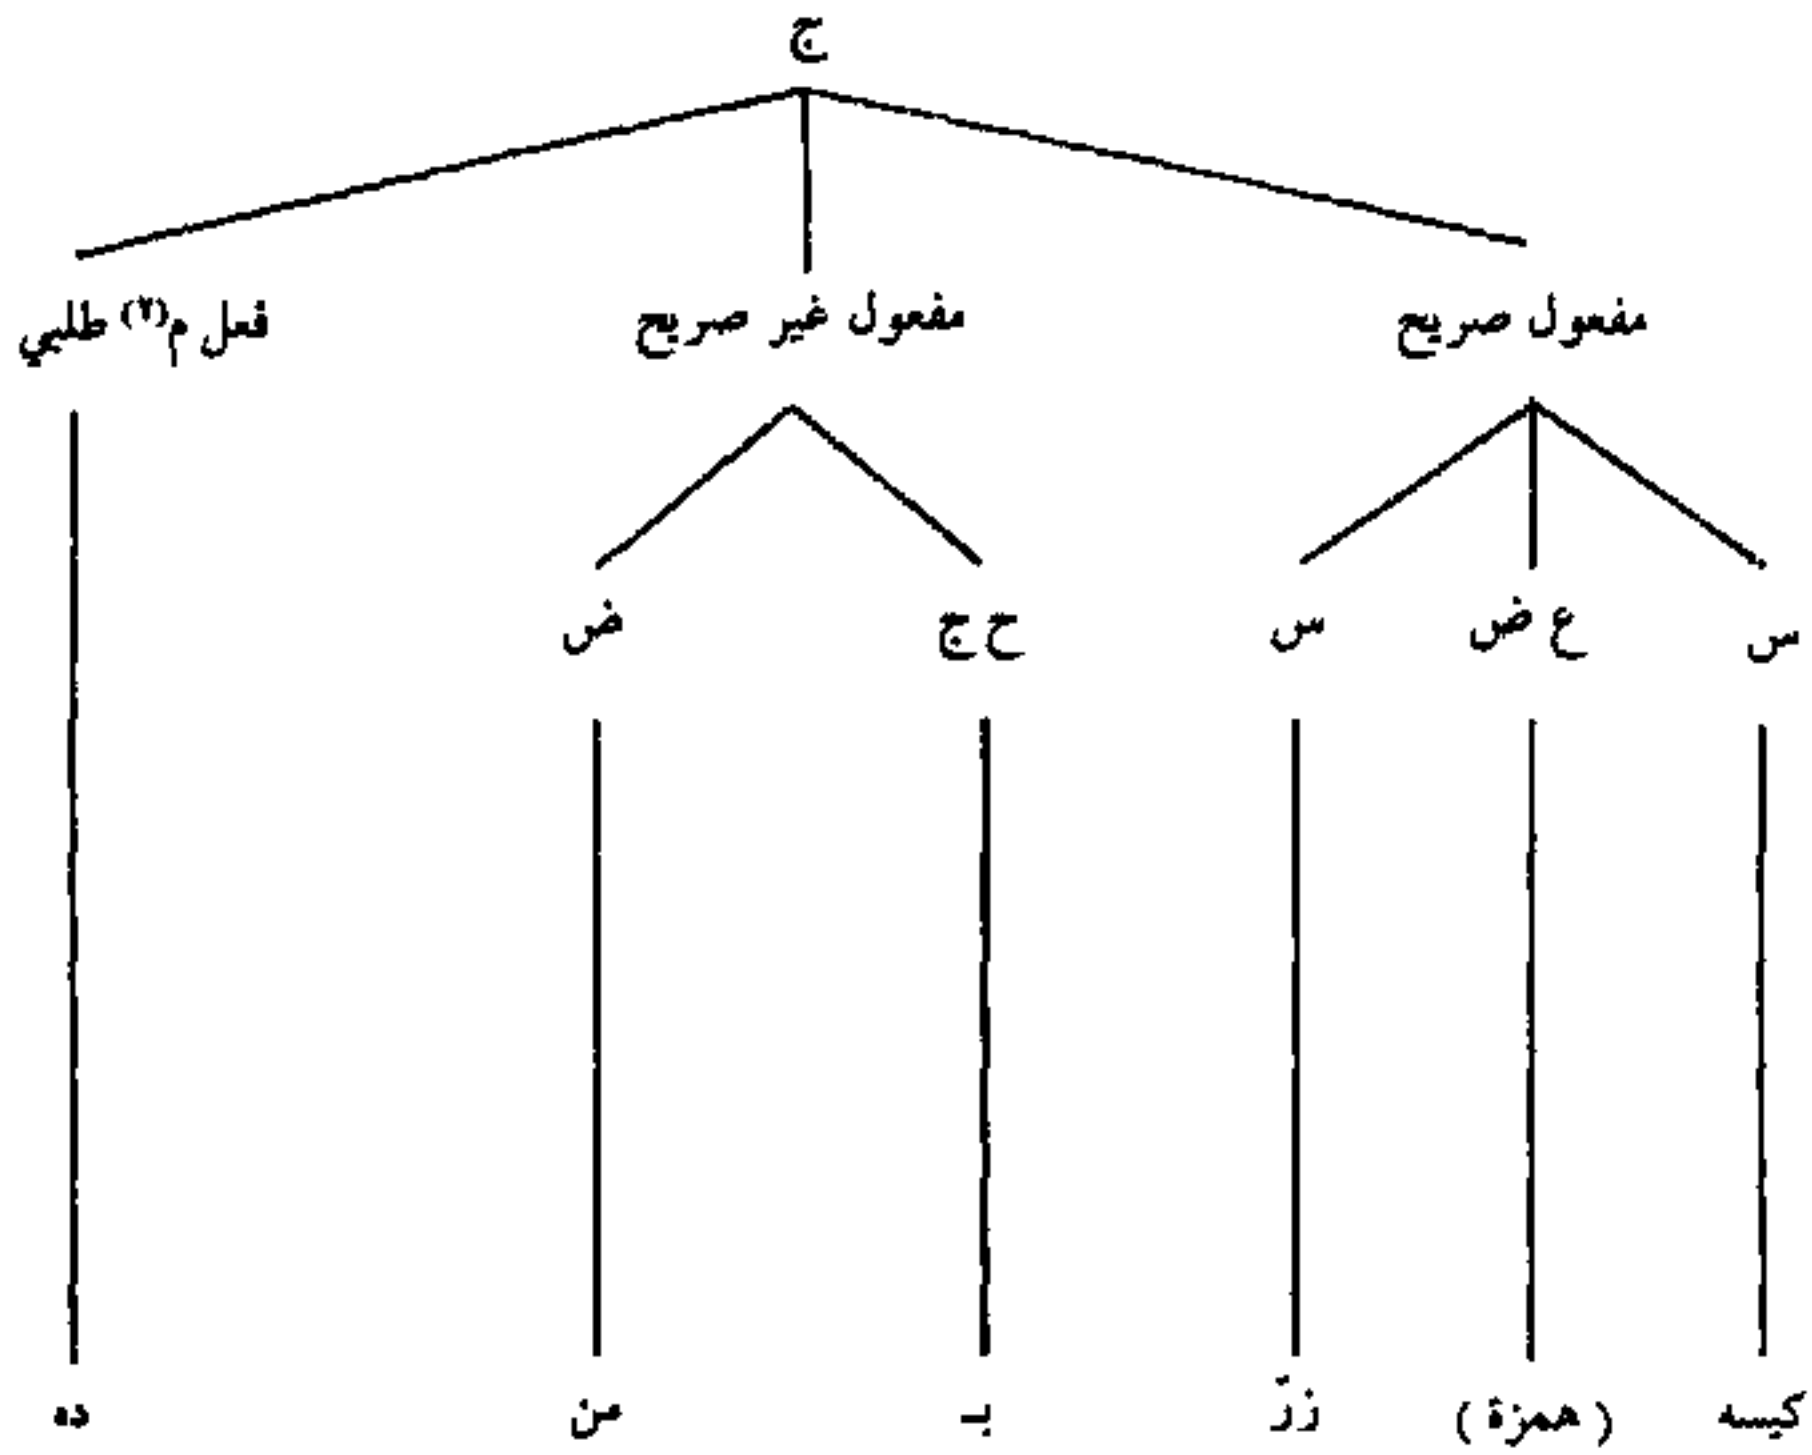 ج
مفعول صريح مفعول غير صريح فعل م(٢) طلبي
س ع ض س ح ج ض
كيسه (همزة) زرّ بـ من ده